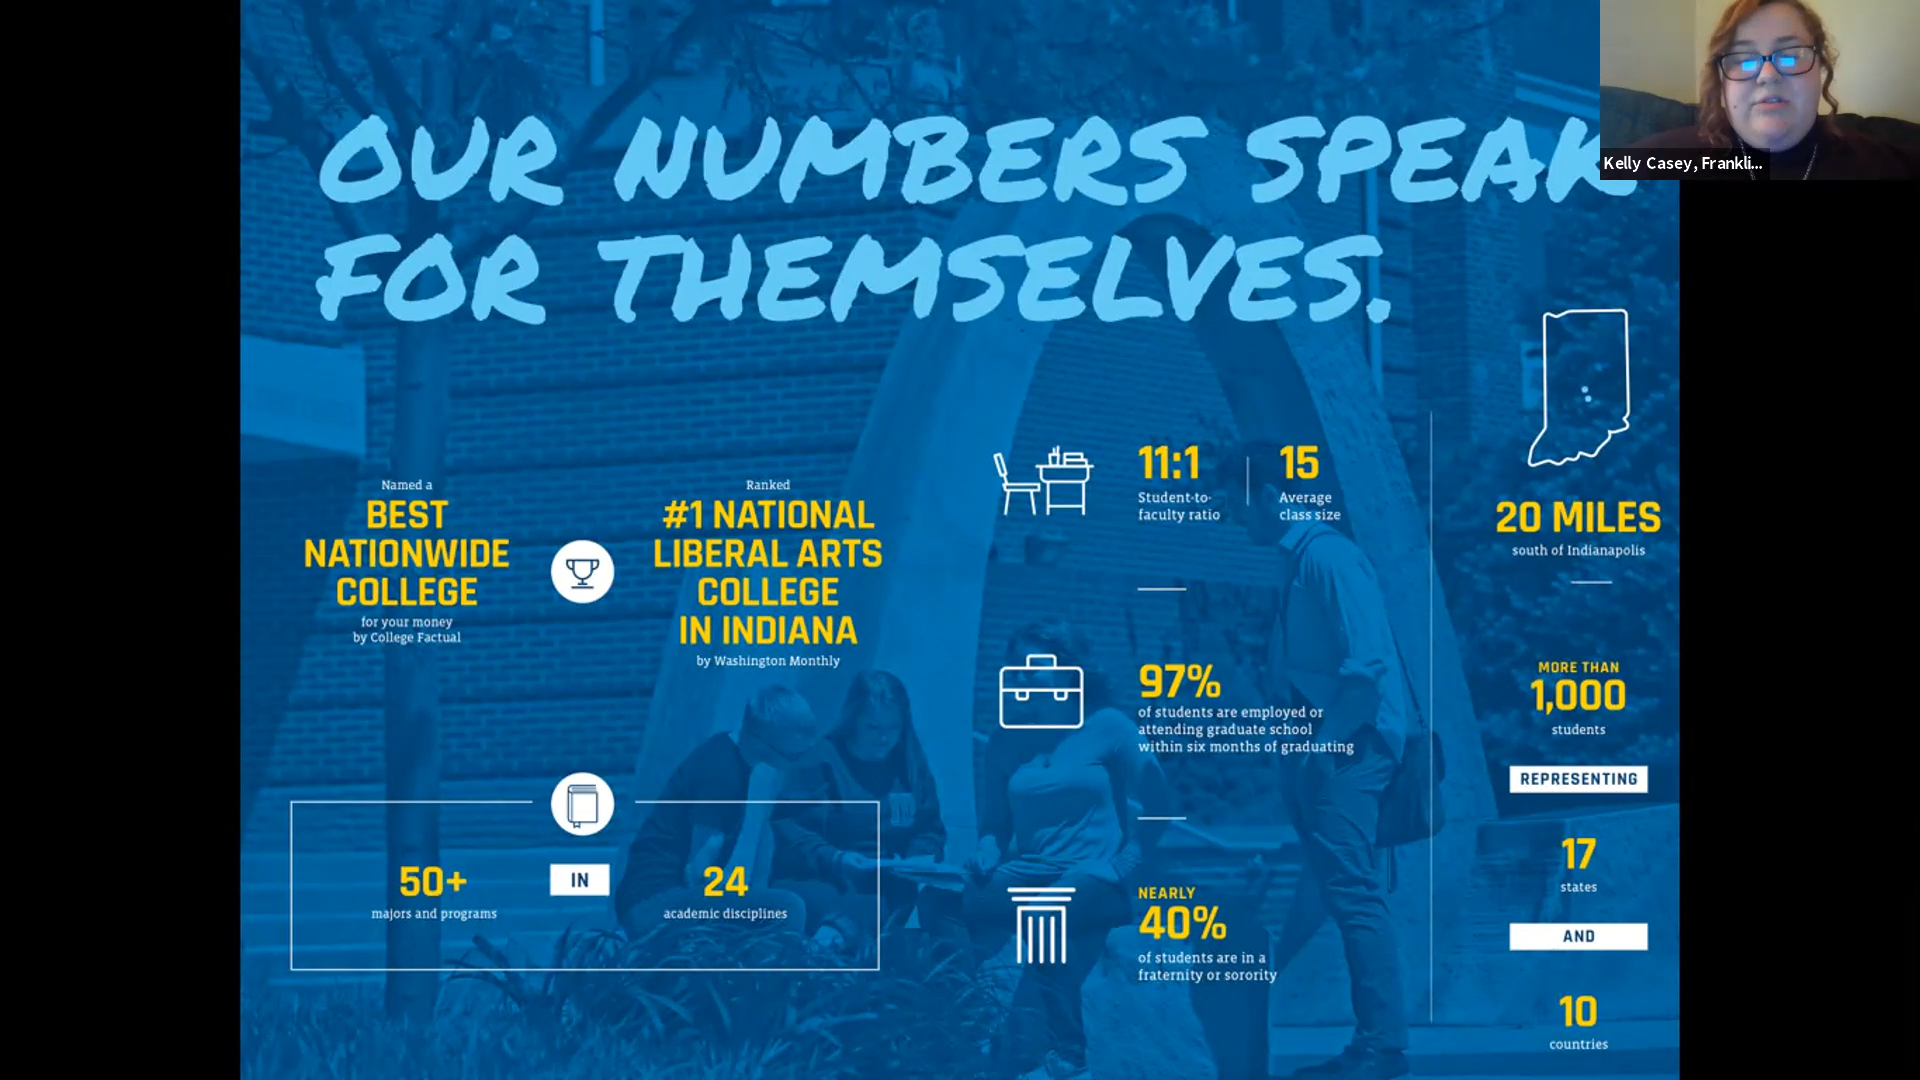 OUR NUMBERS SPEAK
FOR THEMSELVES.
Kelly Casey, Frankli...
Named a
BEST
NATIONWIDE
COLLEGE
for your money
by College Factual
Ranked
#1 NATIONAL
LIBERAL ARTS
COLLEGE
IN INDIANA
by Washington Monthly
50+
majors and programs
IN
24
academic disciplines
11:1
Student-to-
faculty ratio
15
Average
class size
97%
of students are employed or
attending graduate school
within six months of graduating
NEARLY
40%
of students are in a
fraternity or sorority
20 MILES
south of Indianapolis
MORE THAN
1,000
students
REPRESENTING
17
states
AND
10
countries